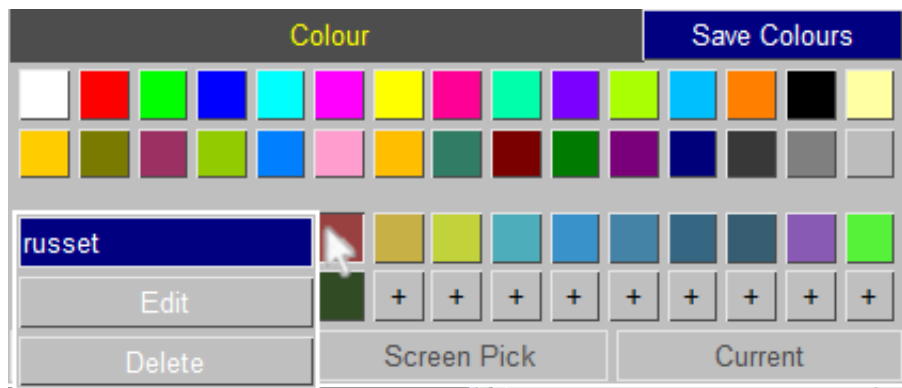 Colour Save Colours
russet
Edit + + + + + + + + +
Delete Screen Pick Current